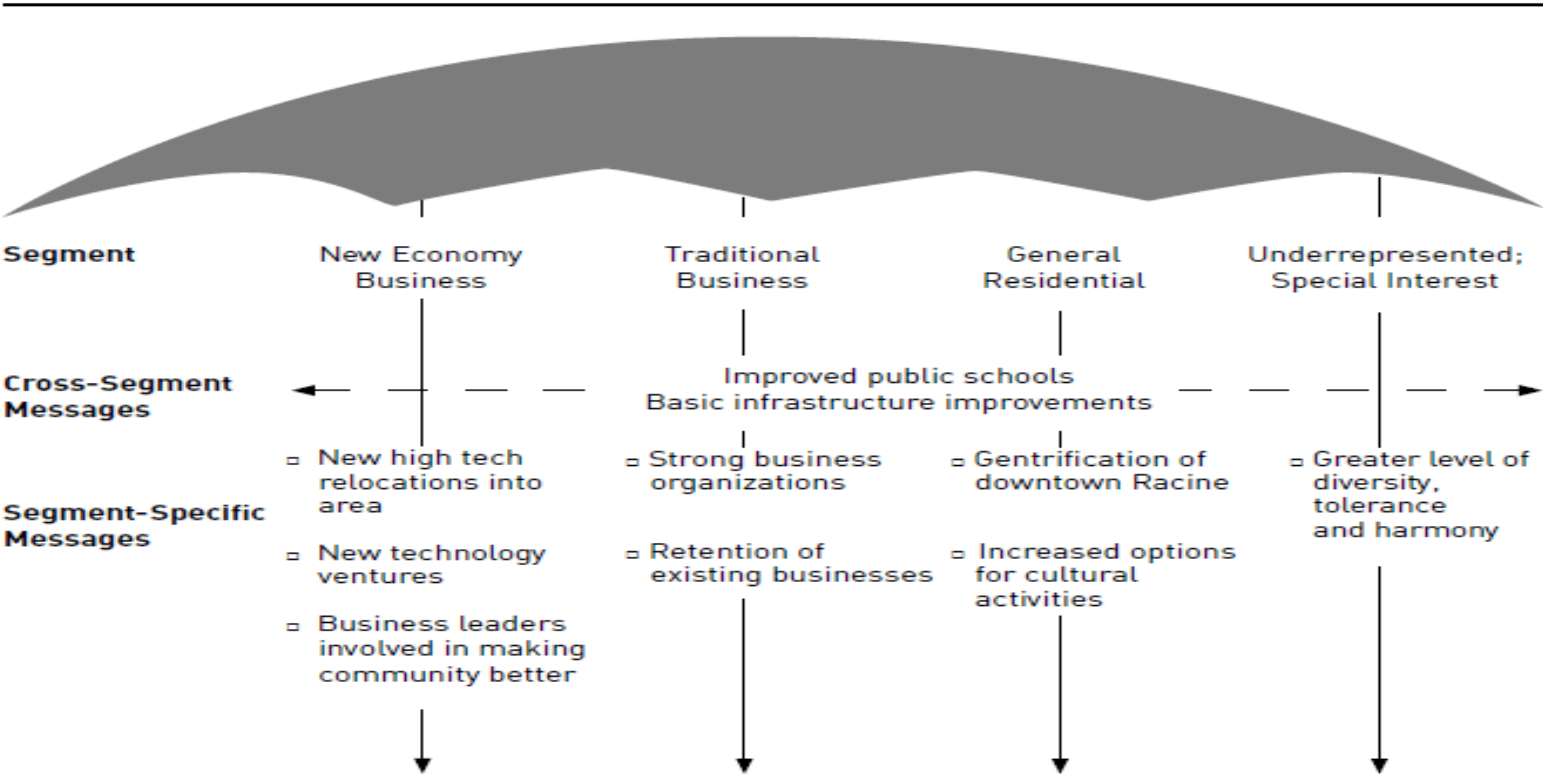 Segment
New Economy
Business
Traditional
Business
General
Residential
Underrepresented;
Special Interest
Cross-Segment
Messages
Improved public schools
Basic infrastructure improvements
Segment-Specific
Messages
□ New high tech
relocations into
area
□ New technology
ventures
□ Business leaders
involved in making
community better
□ Strong business
organizations
□ Retention of
existing businesses
□ Gentrification of
downtown Racine
□ Increased options
for cultural
activities
□ Greater level of
diversity,
tolerance
and harmony